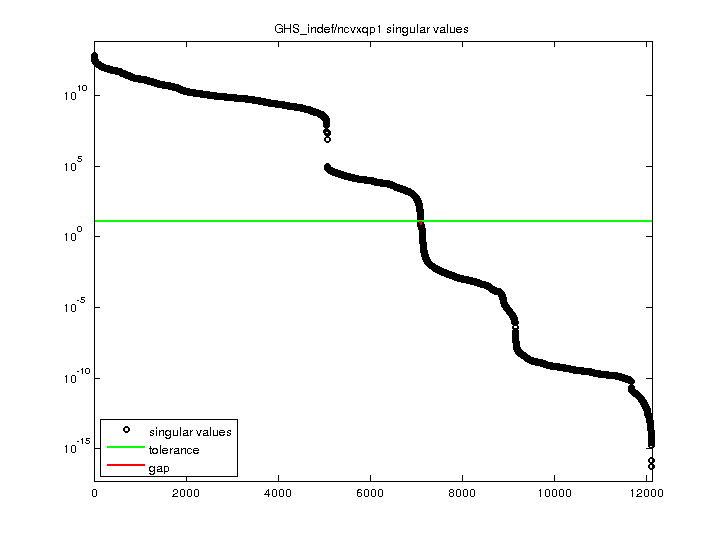 GHS_indef/ncvxqp1 singular values
10^10
10^5
10^0
10^-5
10^-10
10^-15
singular values
tolerance
gap
0 2000 4000 6000 8000 10000 12000